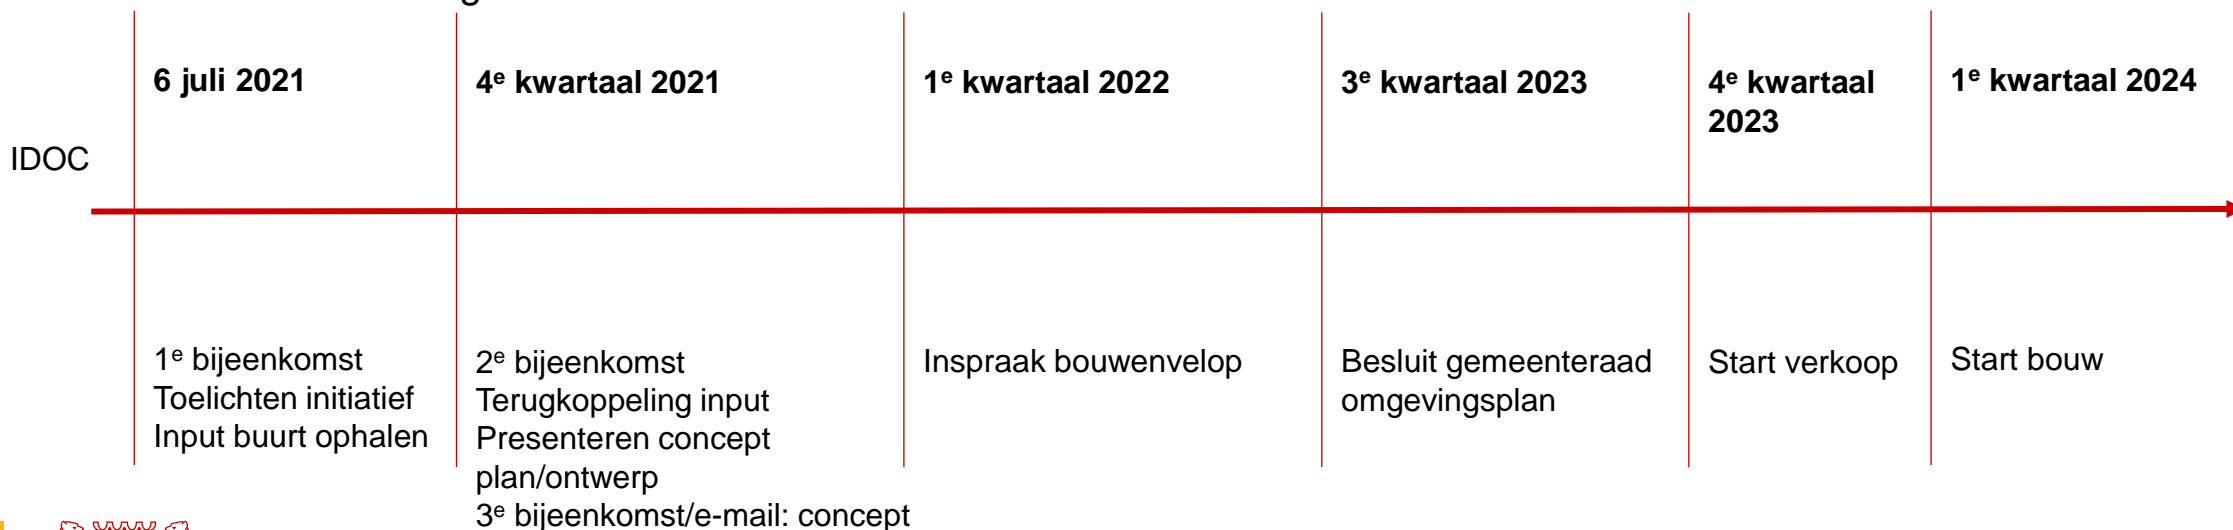 IDOC
6 juli 2021
4e kwartaal 2021
1e kwartaal 2022
3e kwartaal 2023
4e kwartaal
2023
1e kwartaal 2024
1e bijeenkomst
Toelichten initiatief
Input buurt ophalen
2e bijeenkomst
Terugkoppeling input
Presenteren concept
plan/ontwerp
3e bijeenkomst/e-mail: concept
Inspraak bouwenvelop
Besluit gemeenteraad
omgevingsplan
Start verkoop
Start bouw